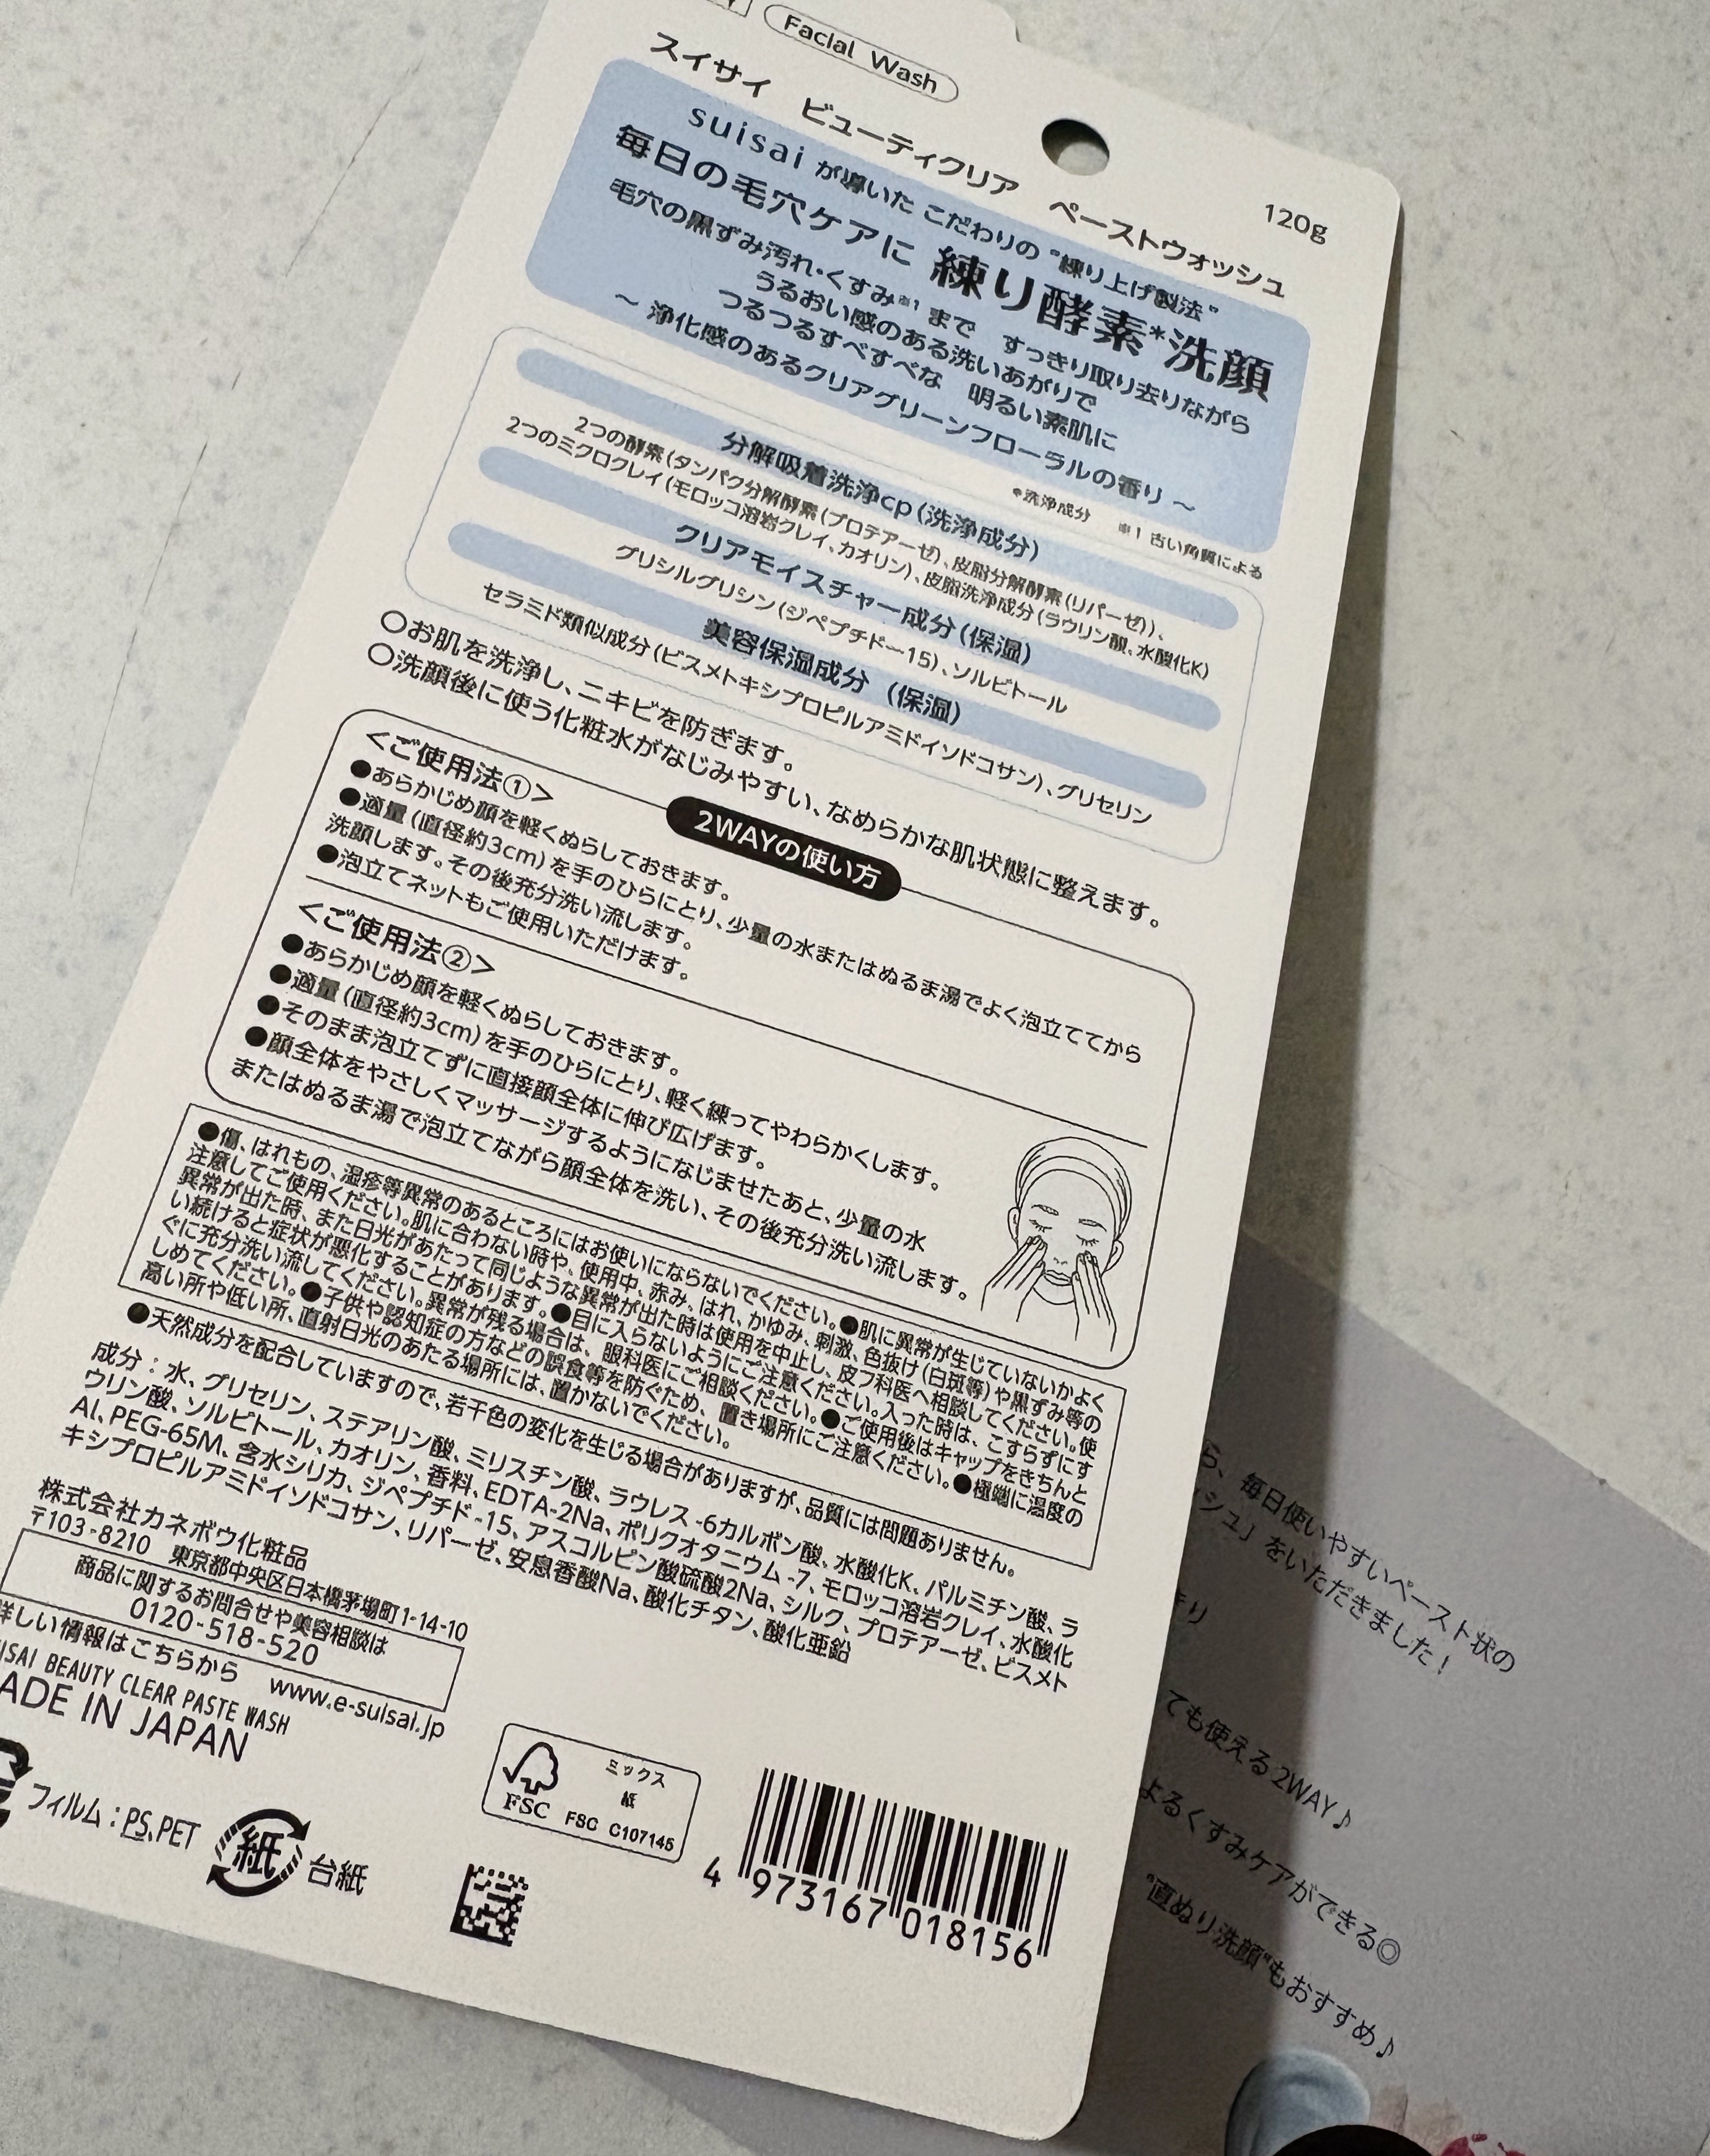 Facial Wash
スイサイ ビューティクリア ペーストウォッシュ
120g
suisai が導いた こだわりの "練り上げ製法"
毎日の毛穴ケアに 練り酵素*洗顔
毛穴の黒ずみ汚れ・くすみ※1まで すっきり取り去りながら
うるおい感のある洗いあがりで
つるつるすべすべな 明るい素肌に
～ 浄化感のあるクリアグリーンフローラルの香り ～
*洗浄成分 ※1 古い角質による
分解吸着洗浄cp(洗浄成分)
2つの酵素(タンパク分解酵素(プロテアーゼ)、皮脂分解酵素(リパーゼ))、
2つのミクロクレイ(モロッコ溶岩クレイ、カオリン)、皮脂洗浄成分(ラウリン酸、水酸化K)
クリアモイスチャー成分(保湿)
グリシルグリシン(ジペプチドー15)、ソルビトール
美容保湿成分 (保湿)
セラミド類似成分(ビスメトキシプロピルアミドイソドコサン)、グリセリン
○お肌を洗浄し、ニキビを防ぎます。
○洗顔後に使う化粧水がなじみやすい、なめらかな肌状態に整えます。
2WAYの使い方
<ご使用法①>
●あらかじめ顔を軽くぬらしておきます。
●適量(直径約3cm)を手のひらにとり、少量の水またはぬるま湯でよく泡立ててから
洗顔します。その後充分洗い流します。
●泡立てネットもご使用いただけます。
<ご使用法②>
●あらかじめ顔を軽くぬらしておきます。
●適量(直径約3cm)を手のひらにとり、軽く練ってやわらかくします。
●そのまま泡立てずに直接顔全体に伸び広げます。
●顔全体をやさしくマッサージするようになじませたあと、少量の水
またはぬるま湯で泡立てながら顔全体を洗い、その後充分洗い流します。
●傷、はれもの、湿疹等異常のあるところにはお使いにならないでください。●肌に異常が生じていないかよく
注意してご使用ください。肌に合わない時や、使用中、赤み、はれ、かゆみ、刺激、色抜け(白斑等)や黒ずみ等の
異常が出た時、また日光があたって同じような異常が出た時は使用を中止し、皮フ科医へ相談してください。使
い続けると症状が悪化することがあります。●目に入らないようにご注意ください。入った時は、こすらずにす
ぐに充分洗い流してください。異常が残る場合は、眼科医にご相談ください。●ご使用後はキャップをきちんと
しめてください。●子供や認知症の方などの誤食等を防ぐため、置き場所にご注意ください。●極端に温度の
高い所や低い所、直射日光のあたる場所には、置かないでください。
●天然成分を配合していますので、若干色の変化を生じる場合がありますが、品質には問題ありません。
成分：水、グリセリン、ステアリン酸、ミリスチン酸、ラウレス -6カルボン酸、水酸化K、パルミチン酸、ラ
ウリン酸、ソルビトール、カオリン、香料、EDTA-2Na、ポリクオタニウム -7、モロッコ溶岩クレイ、水酸化
Al、PEG-65M、含水シリカ、ジペプチド -15、アスコルビン酸硫酸2Na、シルク、プロテアーゼ、ビスメト
キシプロピルアミドイソドコサン、リパーゼ、安息香酸Na、酸化チタン、酸化亜鉛
株式会社カネボウ化粧品
〒103-8210 東京都中央区日本橋茅場町1-14-10
商品に関するお問合せや美容相談は
0120-518-520
詳しい情報はこちらから www.e-suisai.jp
ISAI BEAUTY CLEAR PASTE WASH
ADE IN JAPAN
フィルム：PS、PET
紙 台紙
ミックス
紙
FSC FSC C107145
4 973167 018156
ら、毎日使いやすいペースト状の
シュ」をいただきました！
ても使える2WAY♪
よるくすみケアができる◎
"直ぬり洗顔"もおすすめ♪